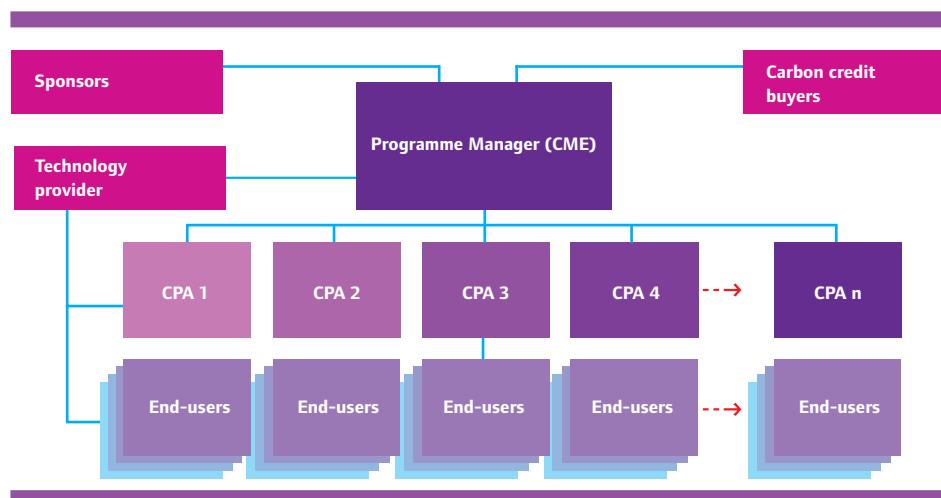 Sponsors
Carbon credit
buyers
Programme Manager (CME)
Technology
provider
CPA 1
CPA 2
CPA 3
CPA 4
CPA n
End-users
End-users
End-users
End-users
End-users